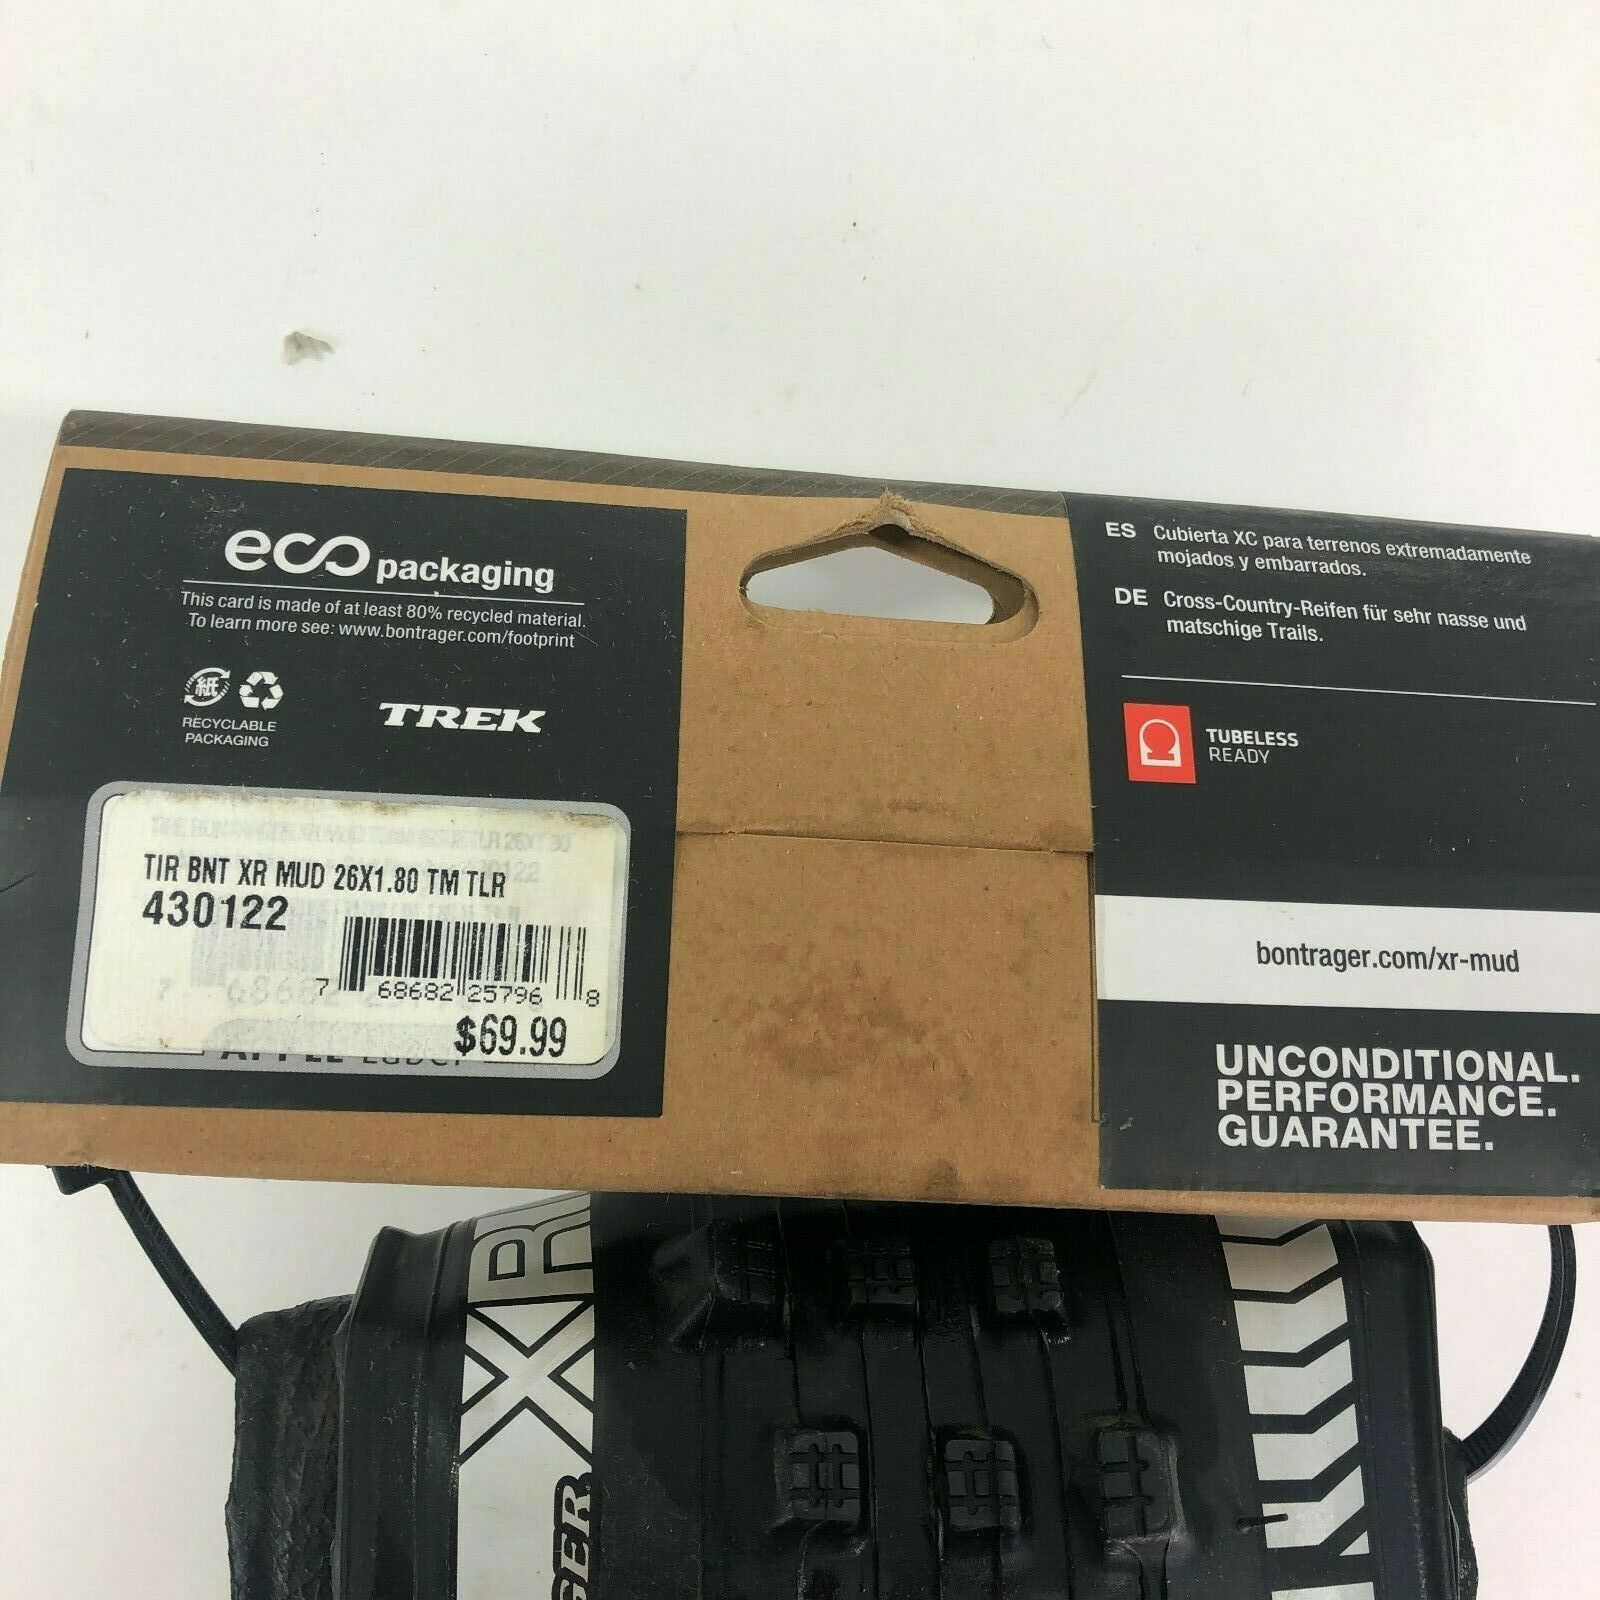 eco packaging
This card is made of at least 80% recycled material.
To learn more see: www.bontrager.com/footprint
紙
RECYCLABLE
PACKAGING
TREK
TIR BNT XR MUD 26X1.80 TM TLR
430122
7 68682 25796 8
$69.99
ES Cubierta XC para terrenos extremadamente
mojados y embarrados.
DE Cross-Country-Reifen für sehr nasse und
matschige Trails.
TUBELESS
READY
bontrager.com/xr-mud
UNCONDITIONAL.
PERFORMANCE.
GUARANTEE.
XR
GER